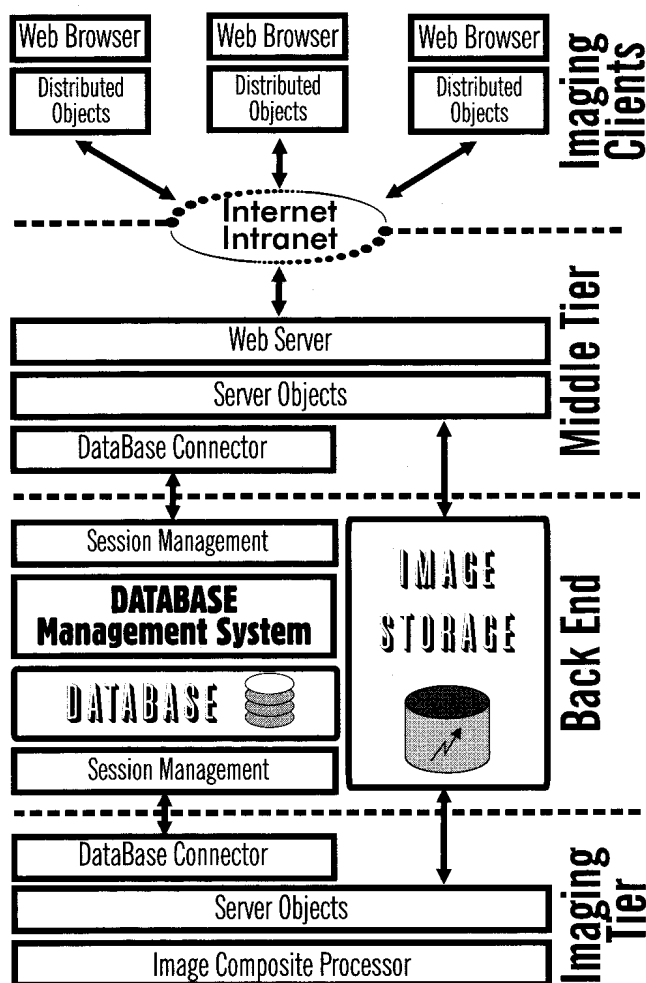 Web Browser
Web Browser
Web Browser
Distributed
Objects
Distributed
Objects
Distributed
Objects
Imaging
Clients
Internet
Intranet
Web Server
Server Objects
DataBase Connector
Middle Tier
Session Management
DATABASE
Management System
DATABASE
Session Management
IMAGE
STORAGE
Back End
DataBase Connector
Server Objects
Image Composite Processor
Imaging
Tier